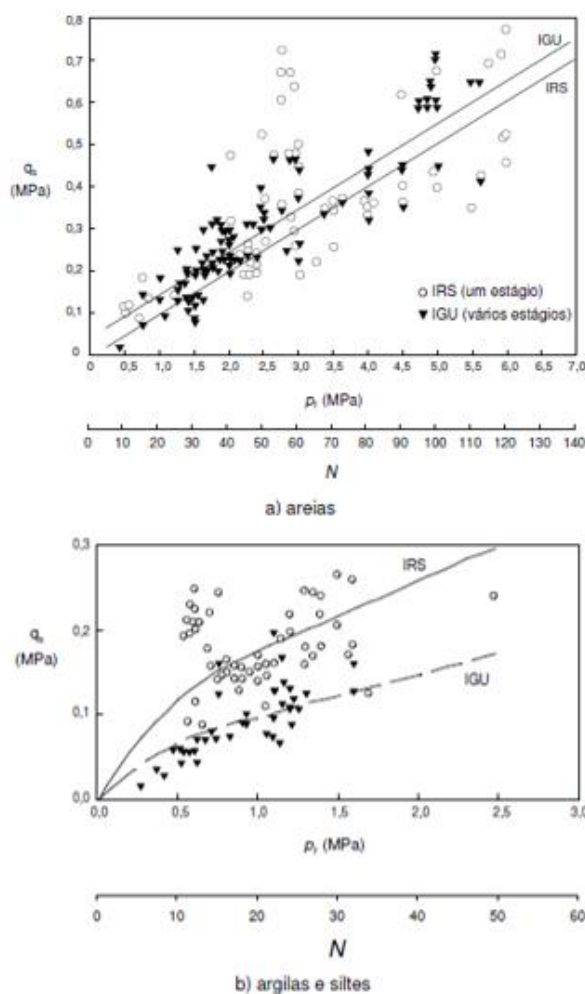 0,8
0,7
0,6
0,5
0,4
0,3
0,2
0,1
0
qs
(MPa)
IGU
IRS
IRS (um estágio)
IGU (vários estágios)
0,5 1,0 1,5 2,0 2,5 3,0 3,5 4,0 4,5 5,0 5,5 6,0 6,5 7,0
(MPa)
0 10 20 30 40 50 60 70 80 90 100 110 120 130 140
N
a) areias
0,3
0,2
0,1
0,0
qs
(MPa)
IRS
IGU
0,0 0,5 1,0 1,5 2,0 2,5 3,0
(MPa)
0 10 20 30 40 50 60
N
b) argilas e siltes